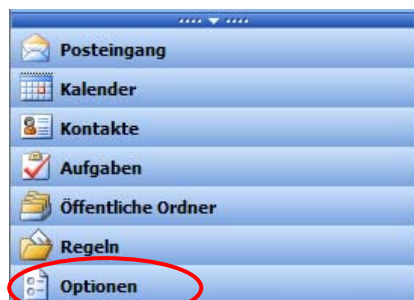 Posteingang
Kalender
Kontakte
Aufgaben
Öffentliche Ordner
Regeln
Optionen